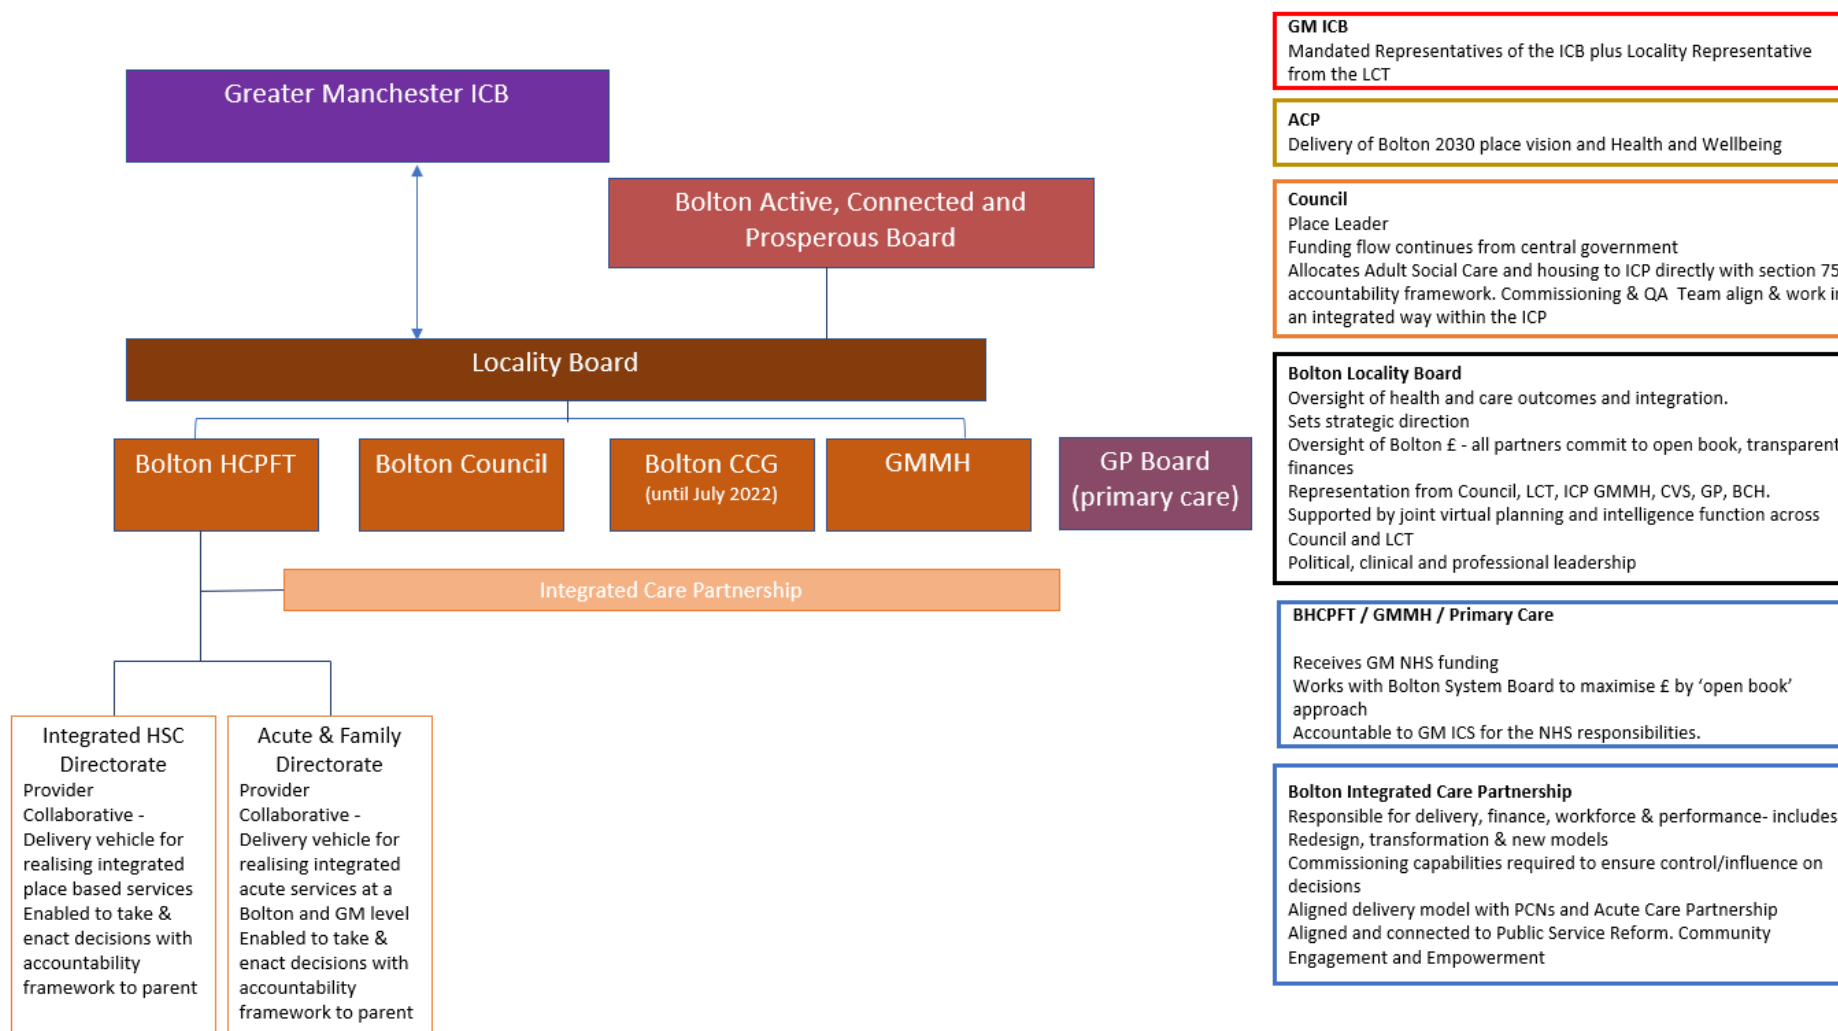 Greater Manchester ICB
Bolton Active, Connected and
Prosperous Board
Locality Board
Bolton HCPFT
Bolton Council
Bolton CCG
(until July 2022)
GMMH
GP Board
(primary care)
Integrated Care Partnership
Integrated HSC
Directorate
Provider
Collaborative -
Delivery vehicle for
realising integrated
place based services
Enabled to take &
enact decisions with
accountability
framework to parent
Acute & Family
Directorate
Provider
Collaborative -
Delivery vehicle for
realising integrated
acute services at a
Bolton and GM level
Enabled to take &
enact decisions with
accountability
framework to parent
GM ICB
Mandated Representatives of the ICB plus Locality Representative
from the LCT
ACP
Delivery of Bolton 2030 place vision and Health and Wellbeing
Council
Place Leader
Funding flow continues from central government
Allocates Adult Social Care and housing to ICP directly with section 75
accountability framework. Commissioning & QA Team align & work in
an integrated way within the ICP
Bolton Locality Board
Oversight of health and care outcomes and integration.
Sets strategic direction
Oversight of Bolton £ - all partners commit to open book, transparent
finances
Representation from Council, LCT, ICP GMMH, CVS, GP, BCH.
Supported by joint virtual planning and intelligence function across
Council and LCT
Political, clinical and professional leadership
BHCPFT / GMMH / Primary Care
Receives GM NHS funding
Works with Bolton System Board to maximise £ by ‘open book’
approach
Accountable to GM ICS for the NHS responsibilities.
Bolton Integrated Care Partnership
Responsible for delivery, finance, workforce & performance- includes
Redesign, transformation & new models
Commissioning capabilities required to ensure control/influence on
decisions
Aligned delivery model with PCNs and Acute Care Partnership
Aligned and connected to Public Service Reform. Community
Engagement and Empowerment